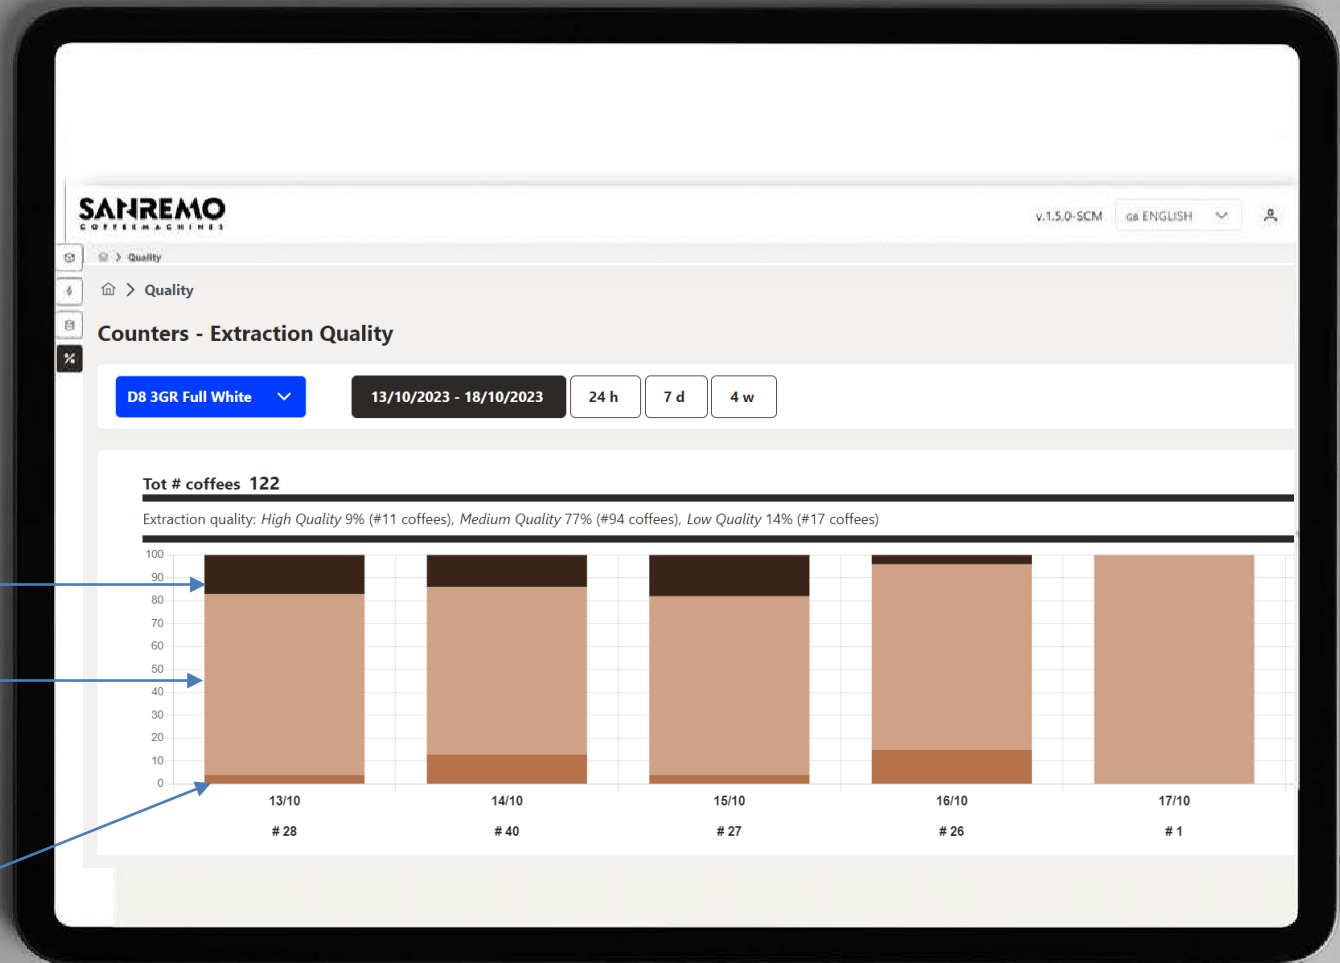 SANREMO
COFFEE MACHINES
v.1.5.0-SCM
GB ENGLISH
Quality
Quality
Counters - Extraction Quality
D8 3GR Full White
13/10/2023 - 18/10/2023
24 h
7 d
4 w
Tot # coffees 122
Extraction quality: High Quality 9% (#11 coffees), Medium Quality 77% (#94 coffees), Low Quality 14% (#17 coffees)
100
90
80
70
60
50
40
30
20
10
0
13/10 14/10 15/10 16/10 17/10
# 28 # 40 # 27 # 26 # 1